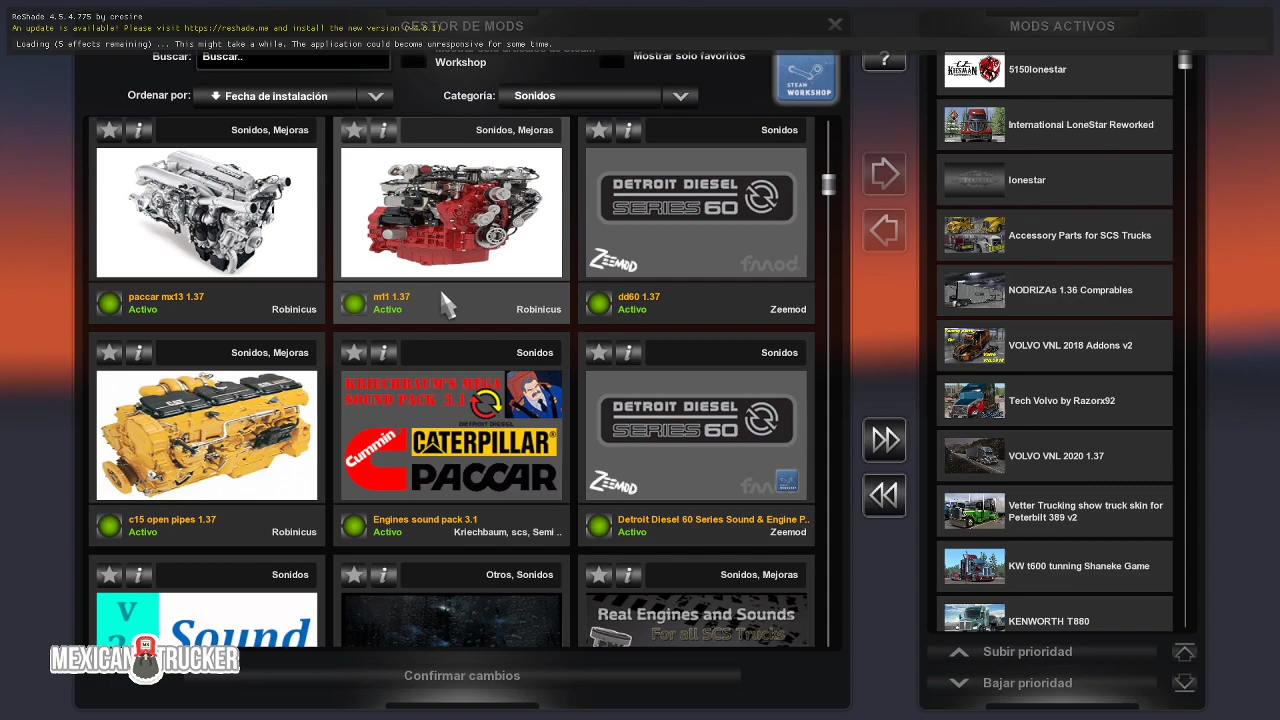 ReShade 4.5.4.775 by crosire
An update is available! Please visit https://reshade.me and install the new version
Loading (5 effects remaining) ... This might take a while. The application could become unresponsive for some time.
GESTOR DE MODS
MODS ACTIVOS
Buscar:
Buscar..
Workshop
Mostrar solo favoritos
STEAM WORKSHOP
?
Ordenar por:
Fecha de instalación
Categoría:
Sonidos
Sonidos, Mejoras
paccar mx13 1.37
Activo
Robinicus
Sonidos, Mejoras
m11 1.37
Activo
Robinicus
Sonidos
DETROIT DIESEL
SERIES 60
ZEEMOD
fmod
dd60 1.37
Activo
Zeemod
Sonidos, Mejoras
c15 open pipes 1.37
Activo
Robinicus
Sonidos
KRIECHBAUM'S MEGA
SOUND PACK 3.1
DETROIT DIESEL
Cummin
CATERPILLAR
PACCAR
Engines sound pack 3.1
Activo
Kriechbaum, scs, Semi ..
Sonidos
DETROIT DIESEL
SERIES 60
ZEEMOD
Detroit Diesel 60 Series Sound & Engine P..
Activo
Zeemod
Sonidos
Sound
Otros, Sonidos
Sonidos, Mejoras
Real Engines and Sounds
For all SCS Trucks
Confirmar cambios
5150lonestar
International LoneStar Reworked
lonestar
Accessory Parts for SCS Trucks
NODRIZAs 1.36 Comprables
VOLVO VNL 2018 Addons v2
Tech Volvo by Razorx92
VOLVO VNL 2020 1.37
Vetter Trucking show truck skin for
Peterbilt 389 v2
KW t600 tunning Shaneke Game
KENWORTH T880
Subir prioridad
Bajar prioridad
MEXICAN TRUCKER